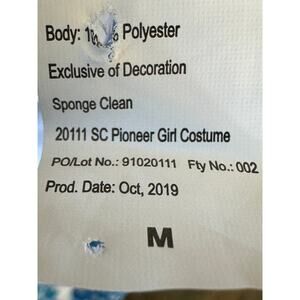 Body: Polyester
Exclusive of Decoration
Sponge Clean
20111 SC Pioneer Girl Costume
PO/Lot No.: 91020111 Fty No.: 002
Prod. Date: Oct, 2019
M